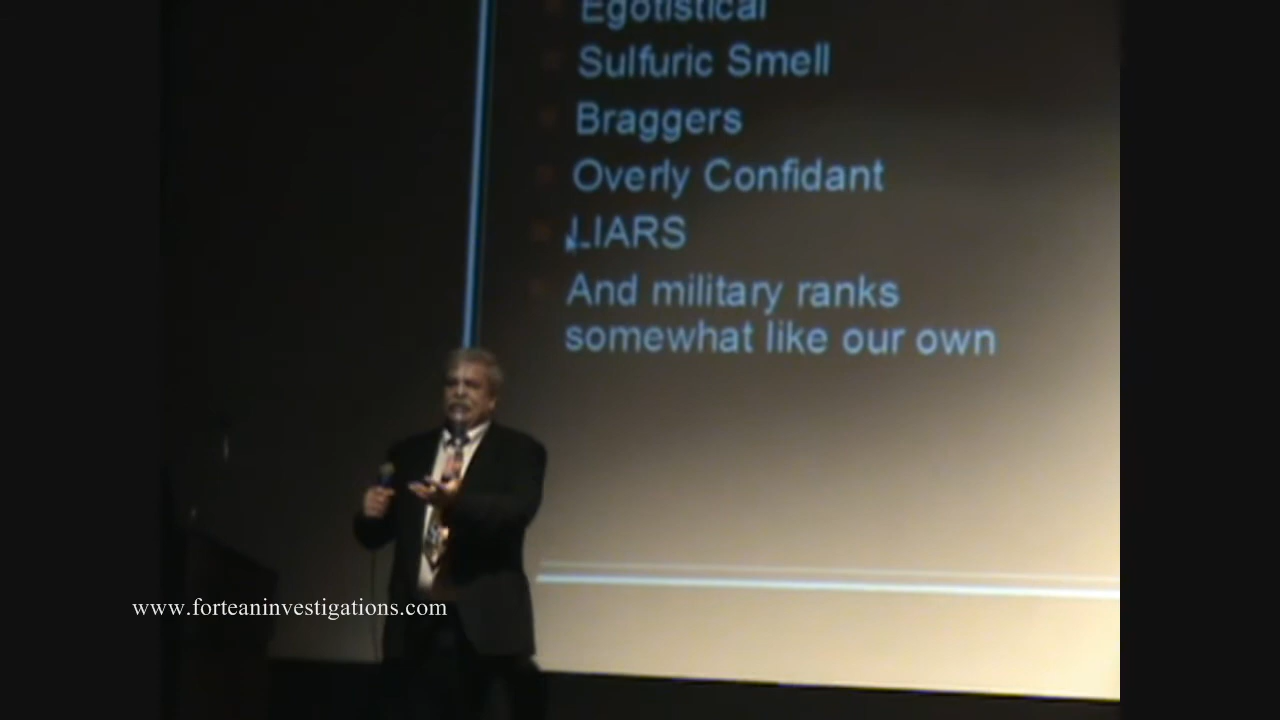 Egotistical
Sulfuric Smell
Braggers
Overly Confidant
LIARS
And military ranks
somewhat like our own
www.forteaninvestigations.com